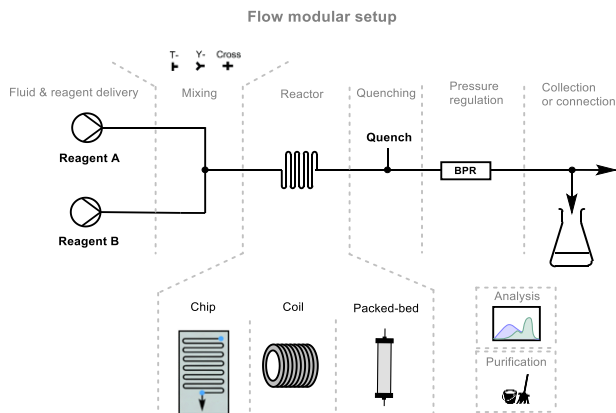 Flow modular setup
T- Y- Cross
Fluid & reagent delivery
Mixing
Reactor
Quenching
Pressure
regulation
Collection
or connection
Reagent A
Quench
BPR
Reagent B
Chip
Coil
Packed-bed
Analysis
Purification